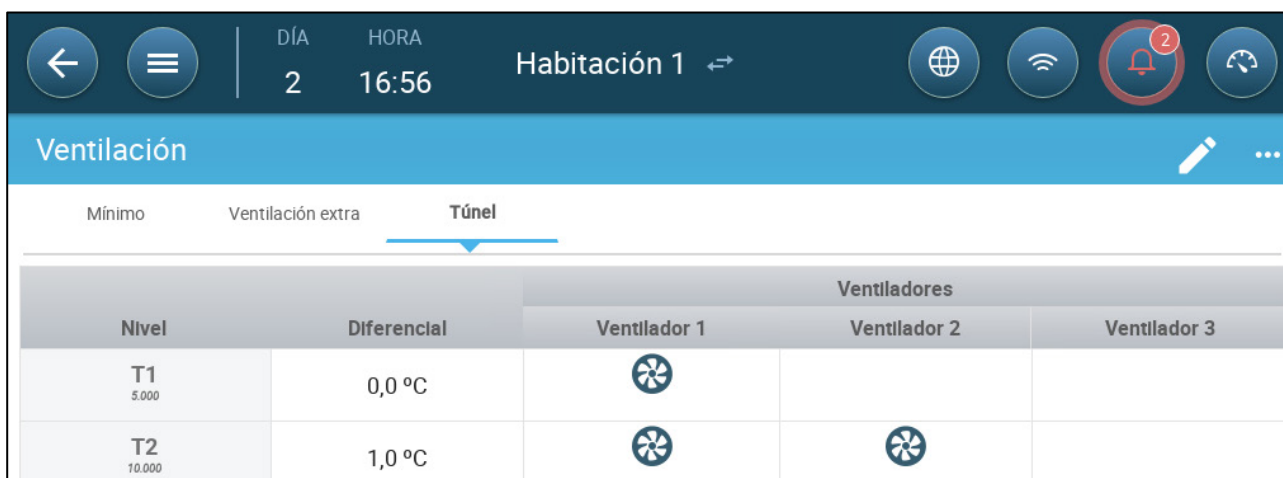 DÍA HORA
2 16:56 Habitación 1 2
Ventilación
Mínimo Ventilación extra Túnel
Ventiladores
Nivel Diferencial Ventilador 1 Ventilador 2 Ventilador 3
T1
5.000 0,0 ºC
T2
10.000 1,0 ºC